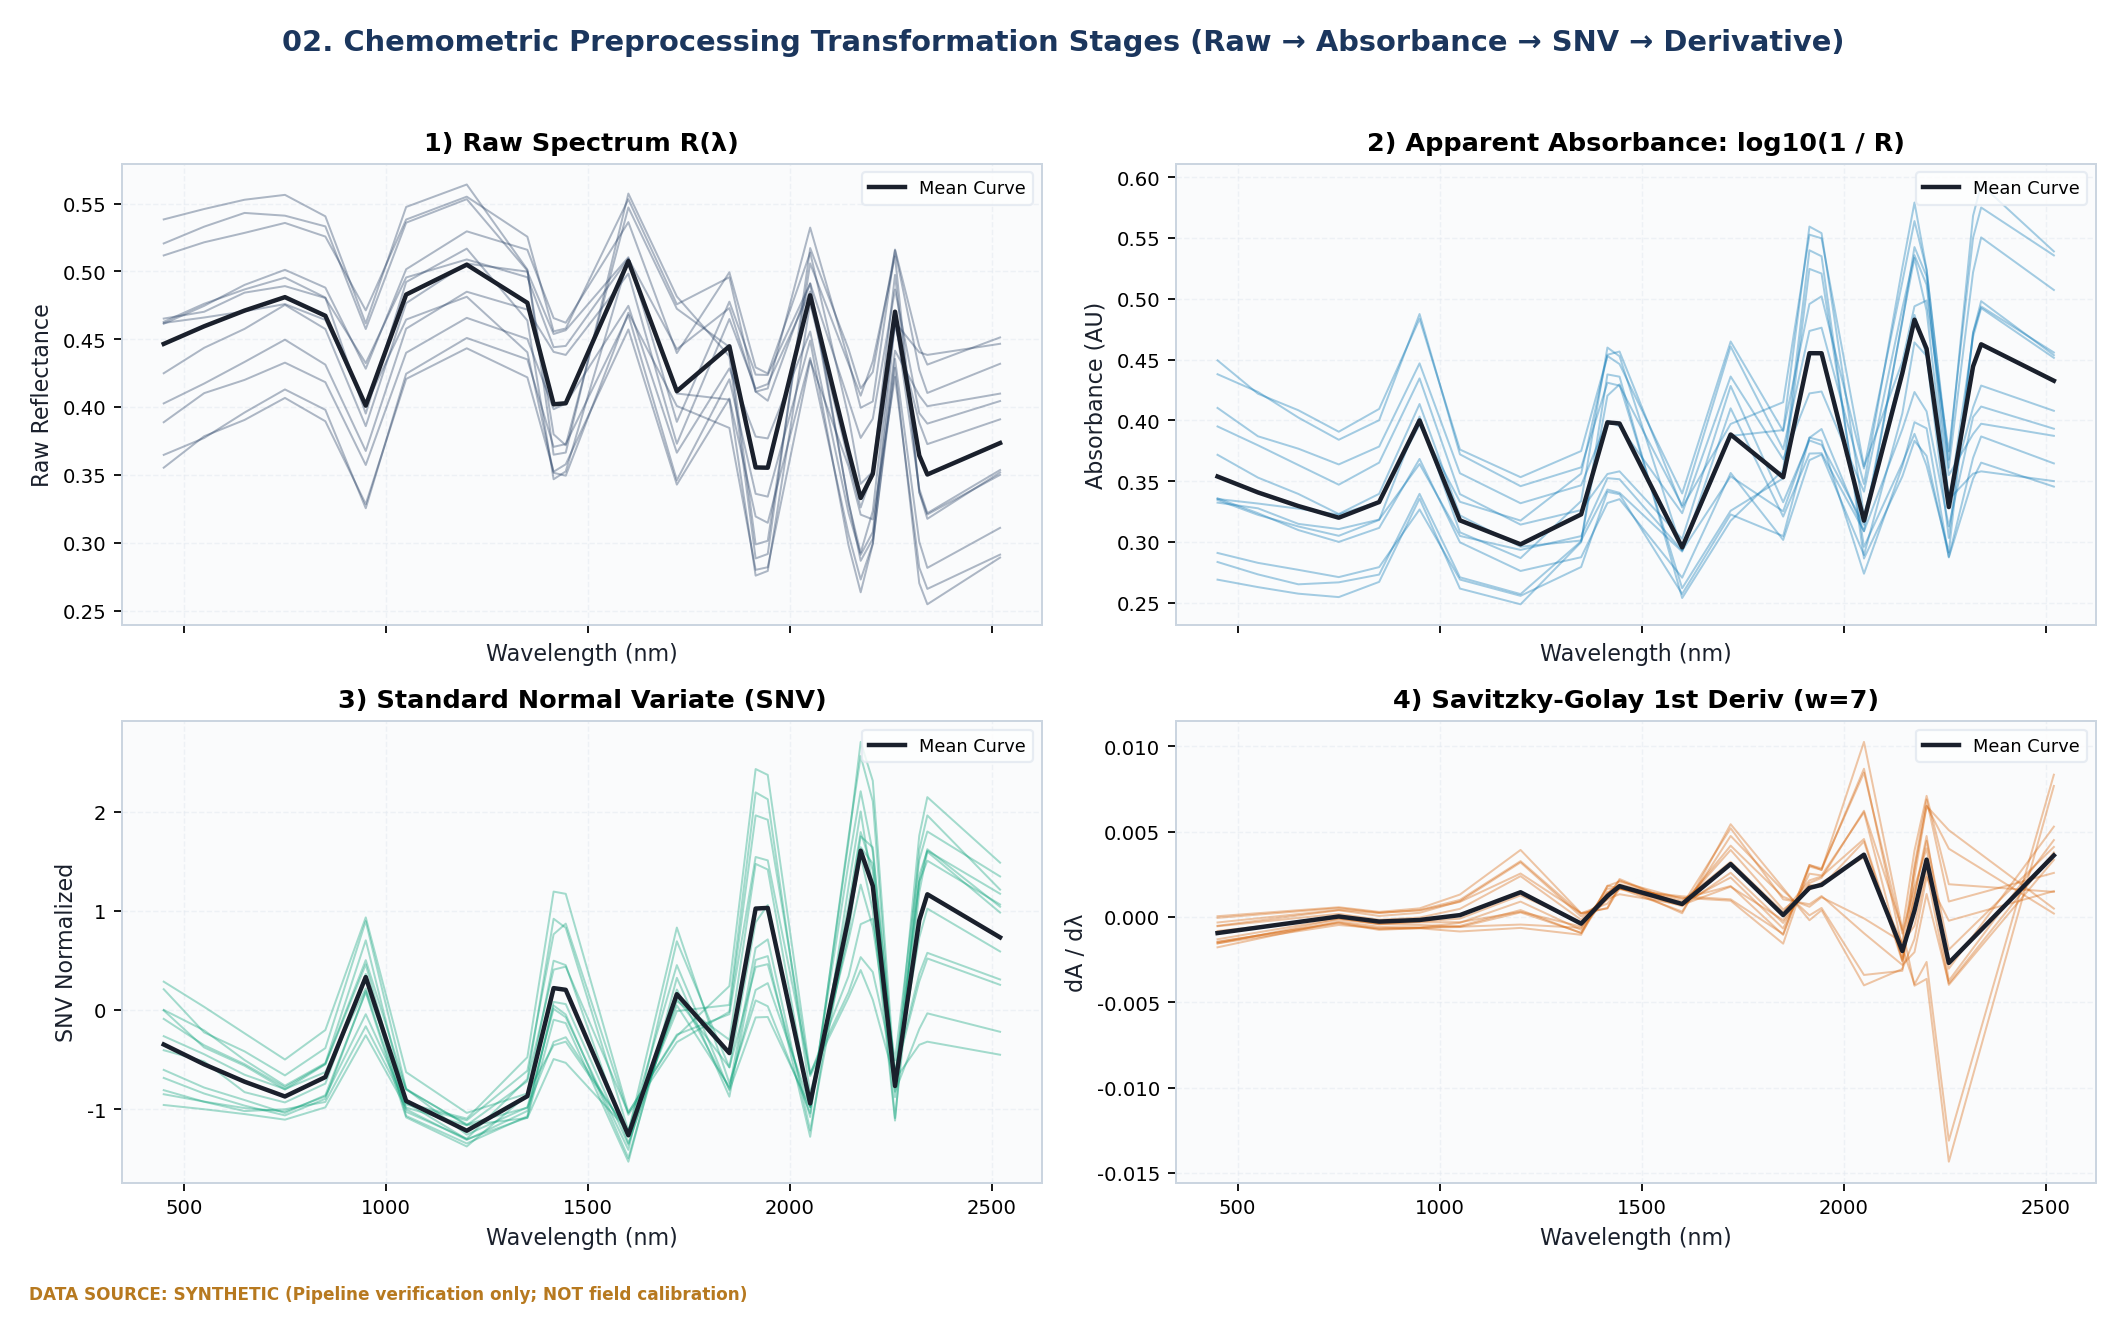 02. Chemometric Preprocessing Transformation Stages (Raw → Absorbance → SNV → Derivative)
1) Raw Spectrum R(λ)
Mean Curve
Raw Reflectance
0.55
0.50
0.45
0.40
0.35
0.30
0.25
Wavelength (nm)
2) Apparent Absorbance: log10(1 / R)
Mean Curve
Absorbance (AU)
0.60
0.55
0.50
0.45
0.40
0.35
0.30
0.25
Wavelength (nm)
3) Standard Normal Variate (SNV)
Mean Curve
SNV Normalized
2
1
0
-1
500 1000 1500 2000 2500
Wavelength (nm)
4) Savitzky-Golay 1st Deriv (w=7)
Mean Curve
dA / dλ
0.010
0.005
0.000
-0.005
-0.010
-0.015
500 1000 1500 2000 2500
Wavelength (nm)
DATA SOURCE: SYNTHETIC (Pipeline verification only; NOT field calibration)